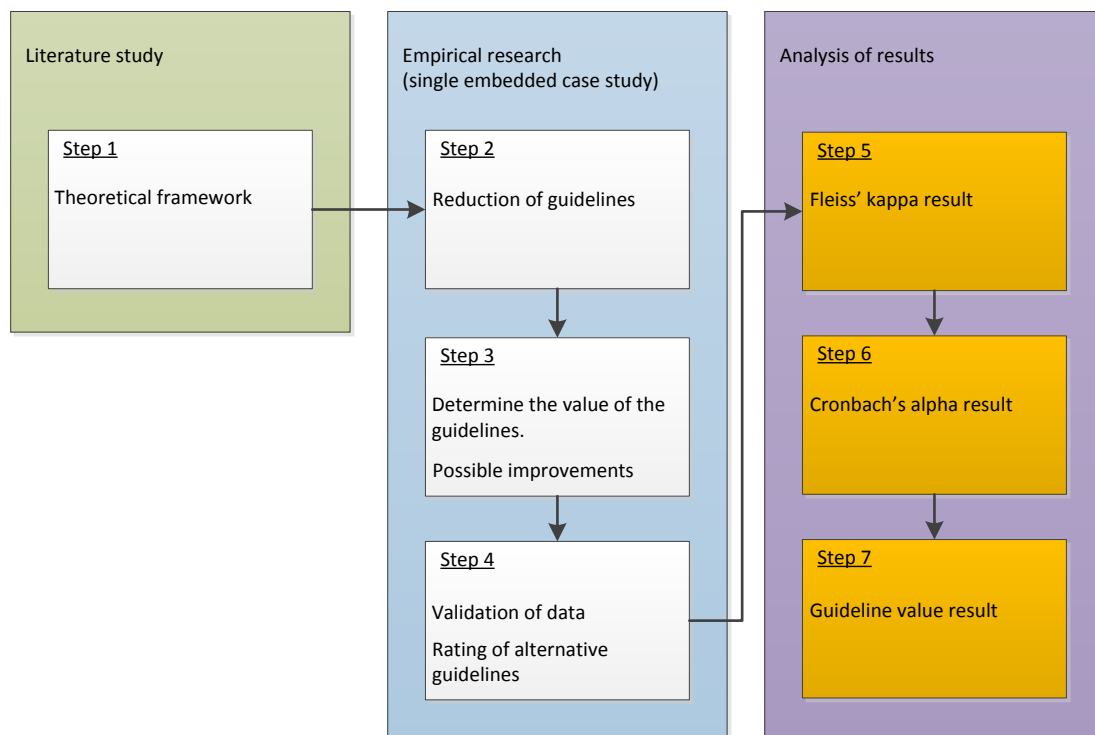 Literature study
Step 1
Theoretical framework
Empirical research
(single embedded case study)
Step 2
Reduction of guidelines
Step 3
Determine the value of the
guidelines.
Possible improvements
Step 4
Validation of data
Rating of alternative
guidelines
Analysis of results
Step 5
Fleiss’ kappa result
Step 6
Cronbach’s alpha result
Step 7
Guideline value result